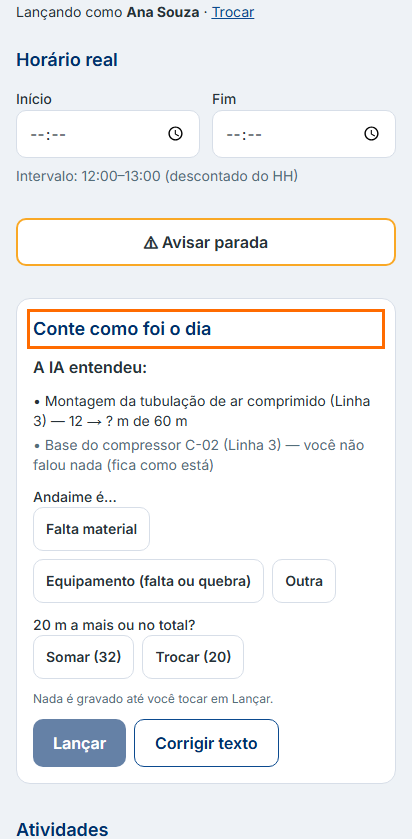 Lançando como Ana Souza · Trocar
Horário real
Início
Fim
--:--
--:--
Intervalo: 12:00–13:00 (descontado do HH)
⚠ Avisar parada
Conte como foi o dia
A IA entendeu:
• Montagem da tubulação de ar comprimido (Linha
3) — 12 → ? m de 60 m
• Base do compressor C-02 (Linha 3) — você não
falou nada (fica como está)
Andaime é...
Falta material
Equipamento (falta ou quebra)
Outra
20 m a mais ou no total?
Somar (32)
Trocar (20)
Nada é gravado até você tocar em Lançar.
Lançar
Corrigir texto
Atividades